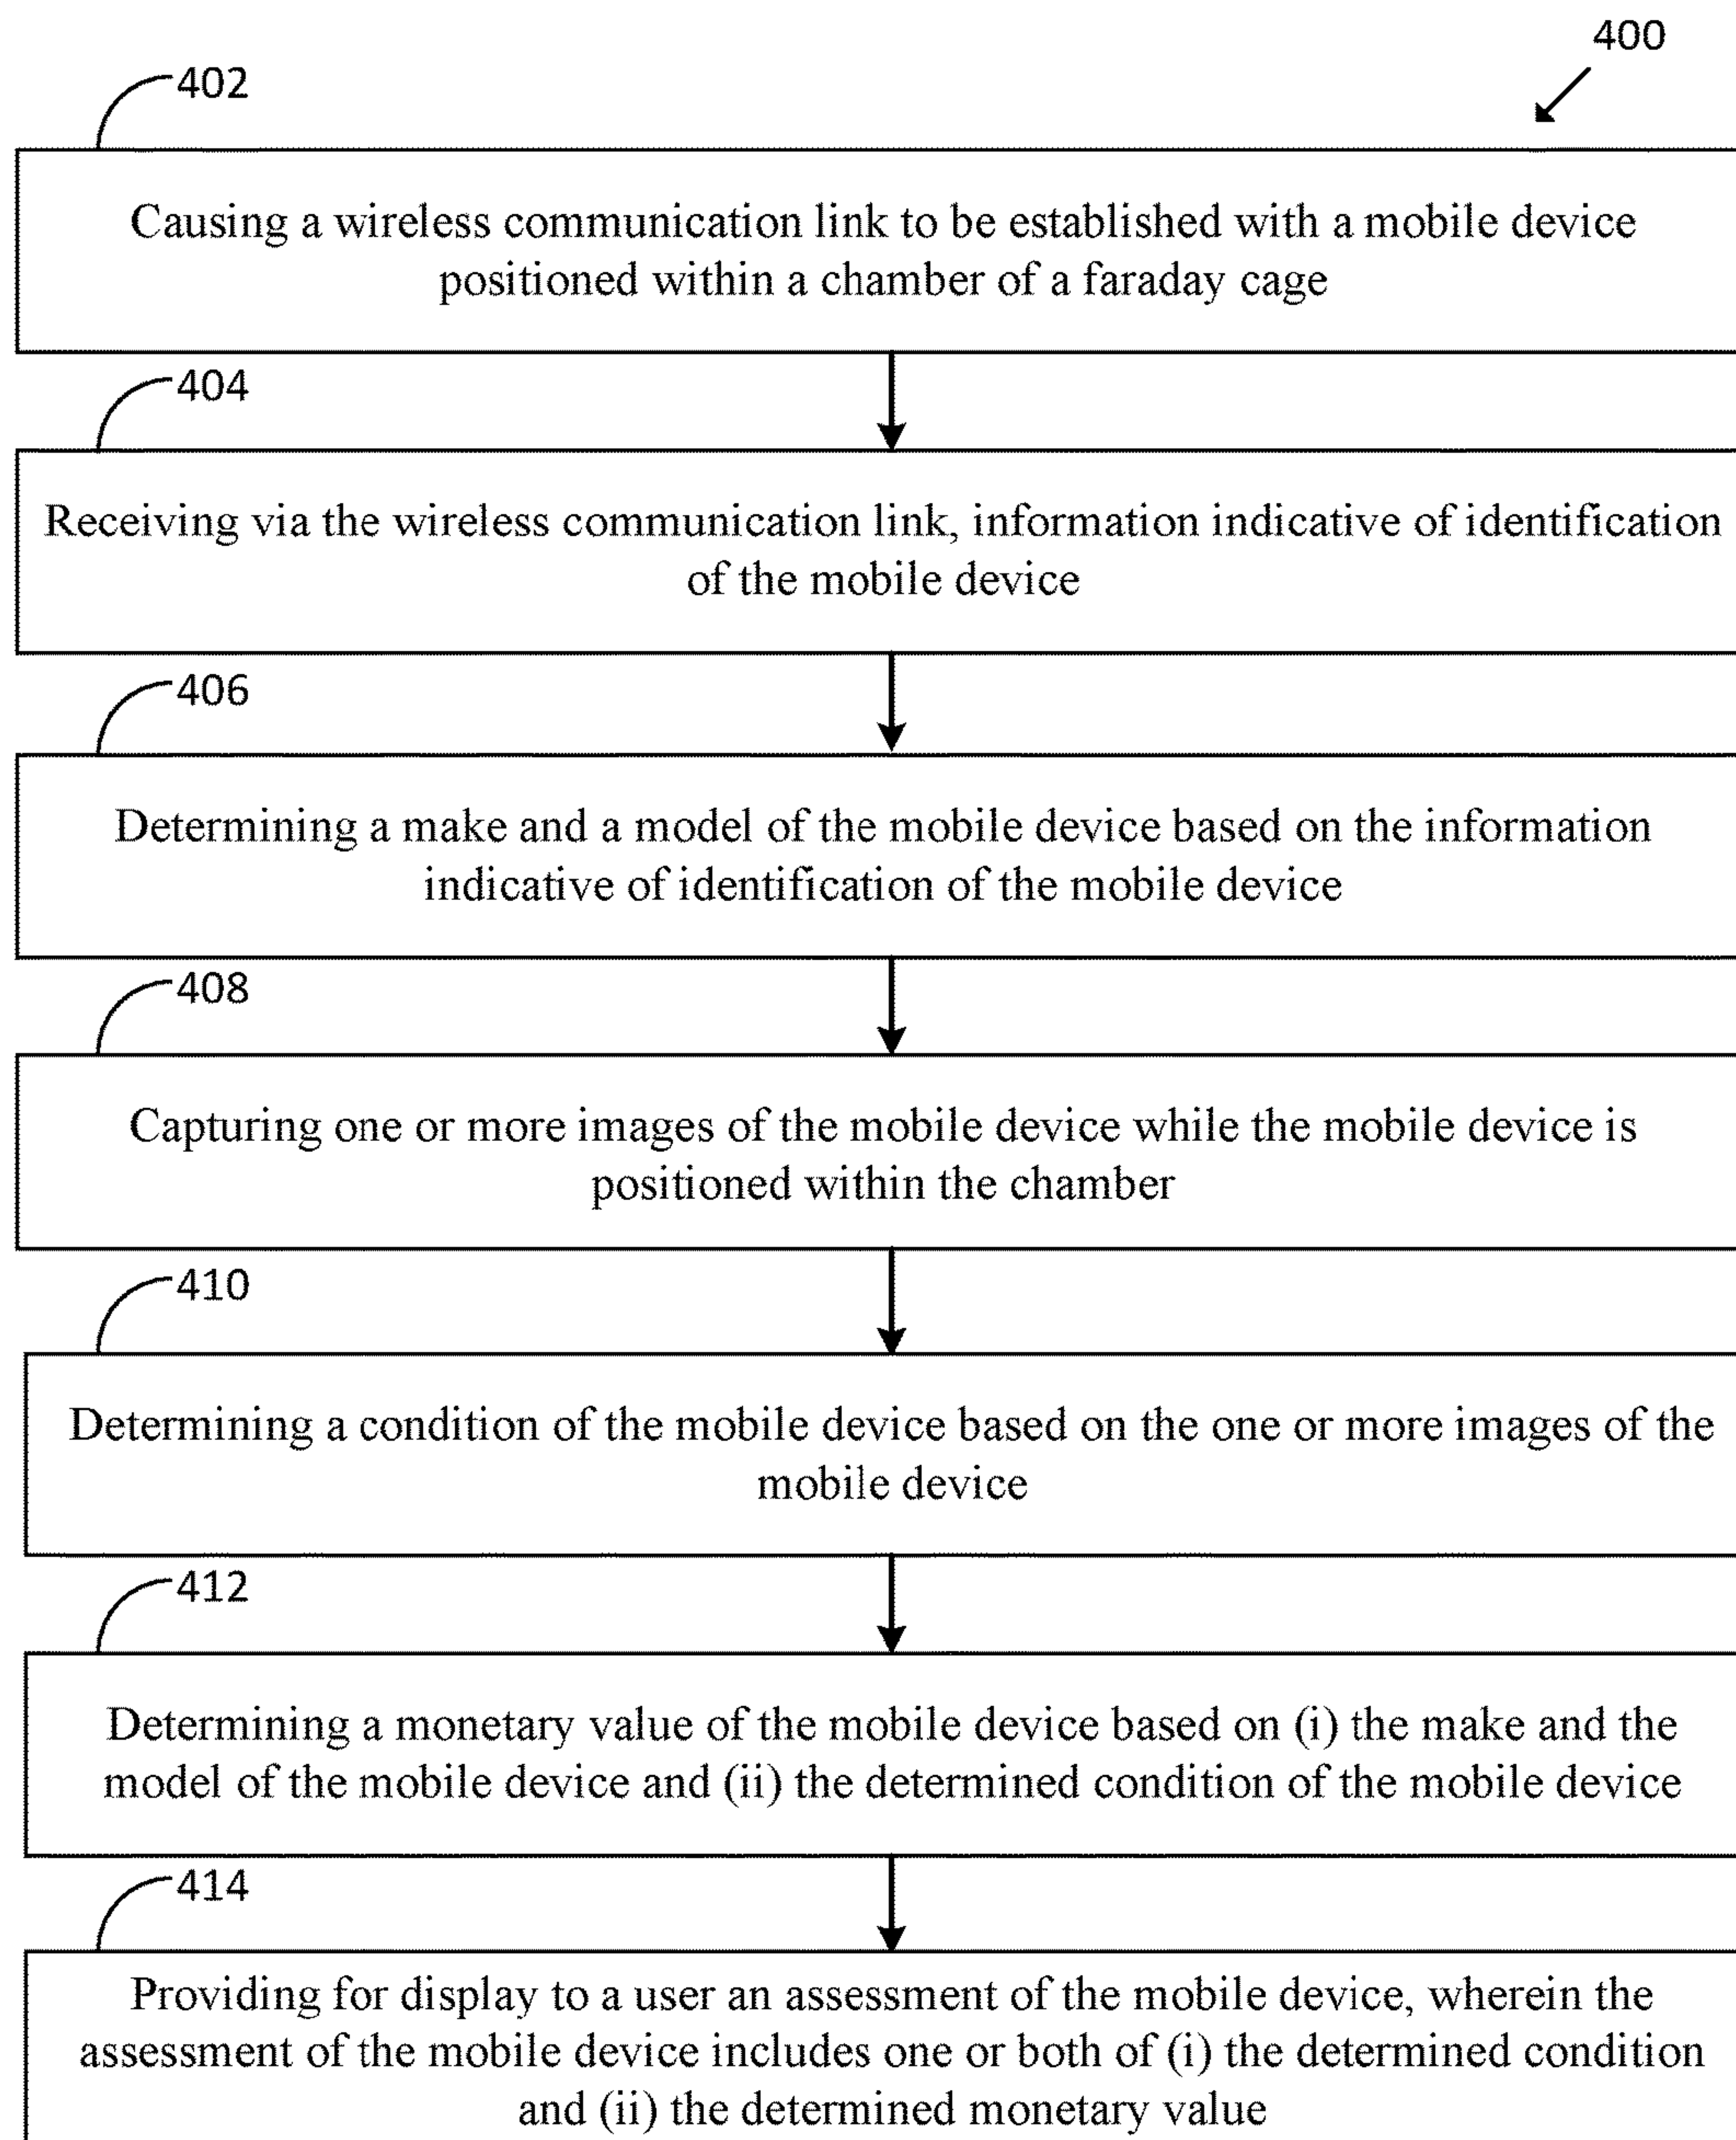 400
402
Causing a wireless communication link to be established with a mobile device
positioned within a chamber of a faraday cage
404
Receiving via the wireless communication link, information indicative of identification
of the mobile device
406
Determining a make and a model of the mobile device based on the information
indicative of identification of the mobile device
408
Capturing one or more images of the mobile device while the mobile device is
positioned within the chamber
410
Determining a condition of the mobile device based on the one or more images of the
mobile device
412
Determining a monetary value of the mobile device based on (i) the make and the
model of the mobile device and (ii) the determined condition of the mobile device
414
Providing for display to a user an assessment of the mobile device, wherein the
assessment of the mobile device includes one or both of (i) the determined condition
and (ii) the determined monetary value